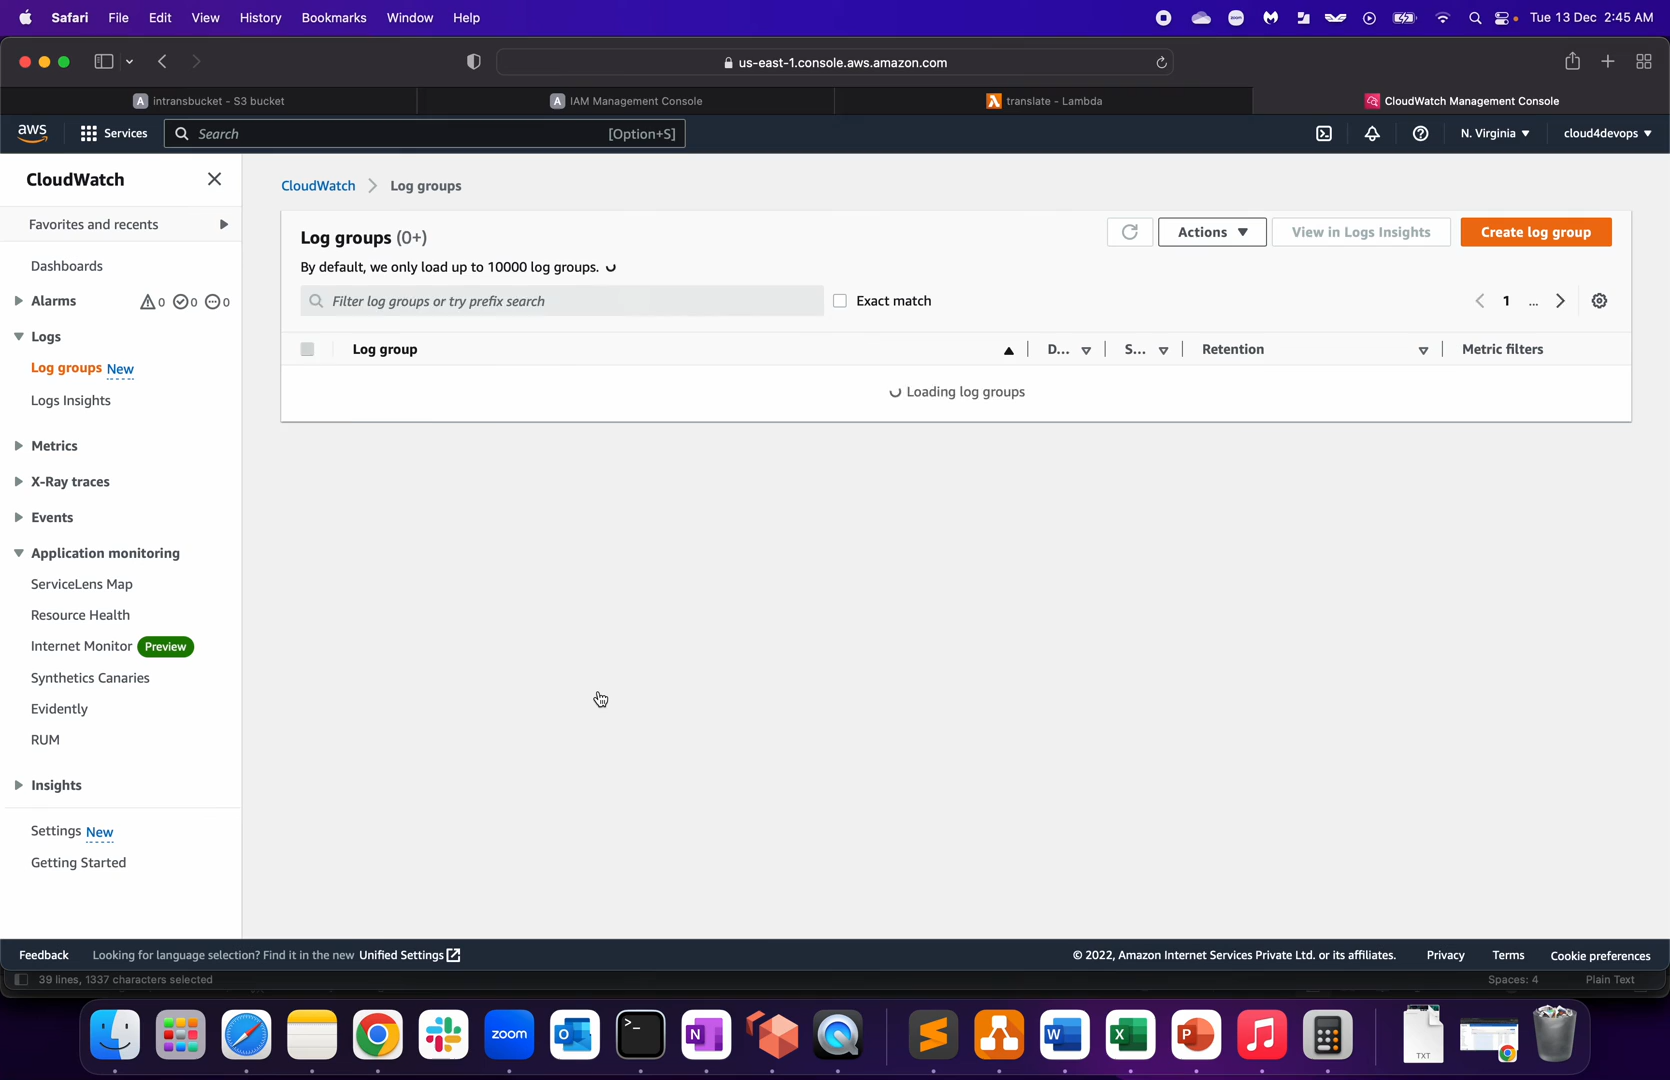 Safari File Edit View History Bookmarks Window Help
zoom
Tue 13 Dec 2:45 AM
us-east-1.console.aws.amazon.com
A intransbucket - S3 bucket
A IAM Management Console
translate - Lambda
CloudWatch Management Console
aws Services Search [Option+S] N. Virginia cloud4devops
CloudWatch
Favorites and recents
Dashboards
Alarms 0 0 0
Logs
Log groups New
Logs Insights
Metrics
X-Ray traces
Events
Application monitoring
ServiceLens Map
Resource Health
Internet Monitor Preview
Synthetics Canaries
Evidently
RUM
Insights
Settings New
Getting Started
CloudWatch > Log groups
Log groups (0+)
Actions View in Logs Insights Create log group
By default, we only load up to 10000 log groups.
Filter log groups or try prefix search Exact match 1 ...
Log group D... S... Retention Metric filters
Loading log groups
Feedback Looking for language selection? Find it in the new Unified Settings © 2022, Amazon Internet Services Private Ltd. or its affiliates. Privacy Terms Cookie preferences
39 lines, 1337 characters selected Spaces: 4 Plain Text
zoom
O
N
W
X
P
TXT